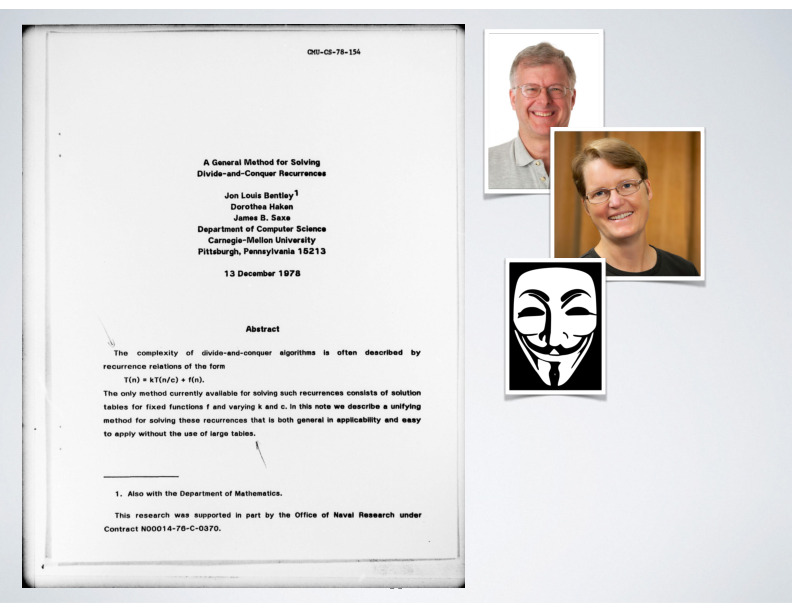 CMU-CS-78-154
A General Method for Solving
Divide-and-Conquer Recurrences
Jon Louis Bentley1
Dorothea Haken
James B. Saxe
Department of Computer Science
Carnegie-Mellon University
Pittsburgh, Pennsylvania 15213
13 December 1978
Abstract
The complexity of divide-and-conquer algorithms is often described by
recurrence relations of the form
T(n) = kT(n/c) + f(n).
The only method currently available for solving such recurrences consists of solution
tables for fixed functions f and varying k and c. In this note we describe a unifying
method for solving these recurrences that is both general in applicability and easy
to apply without the use of large tables.
1. Also with the Department of Mathematics.
This research was supported in part by the Office of Naval Research under
Contract N00014-76-C-0370.